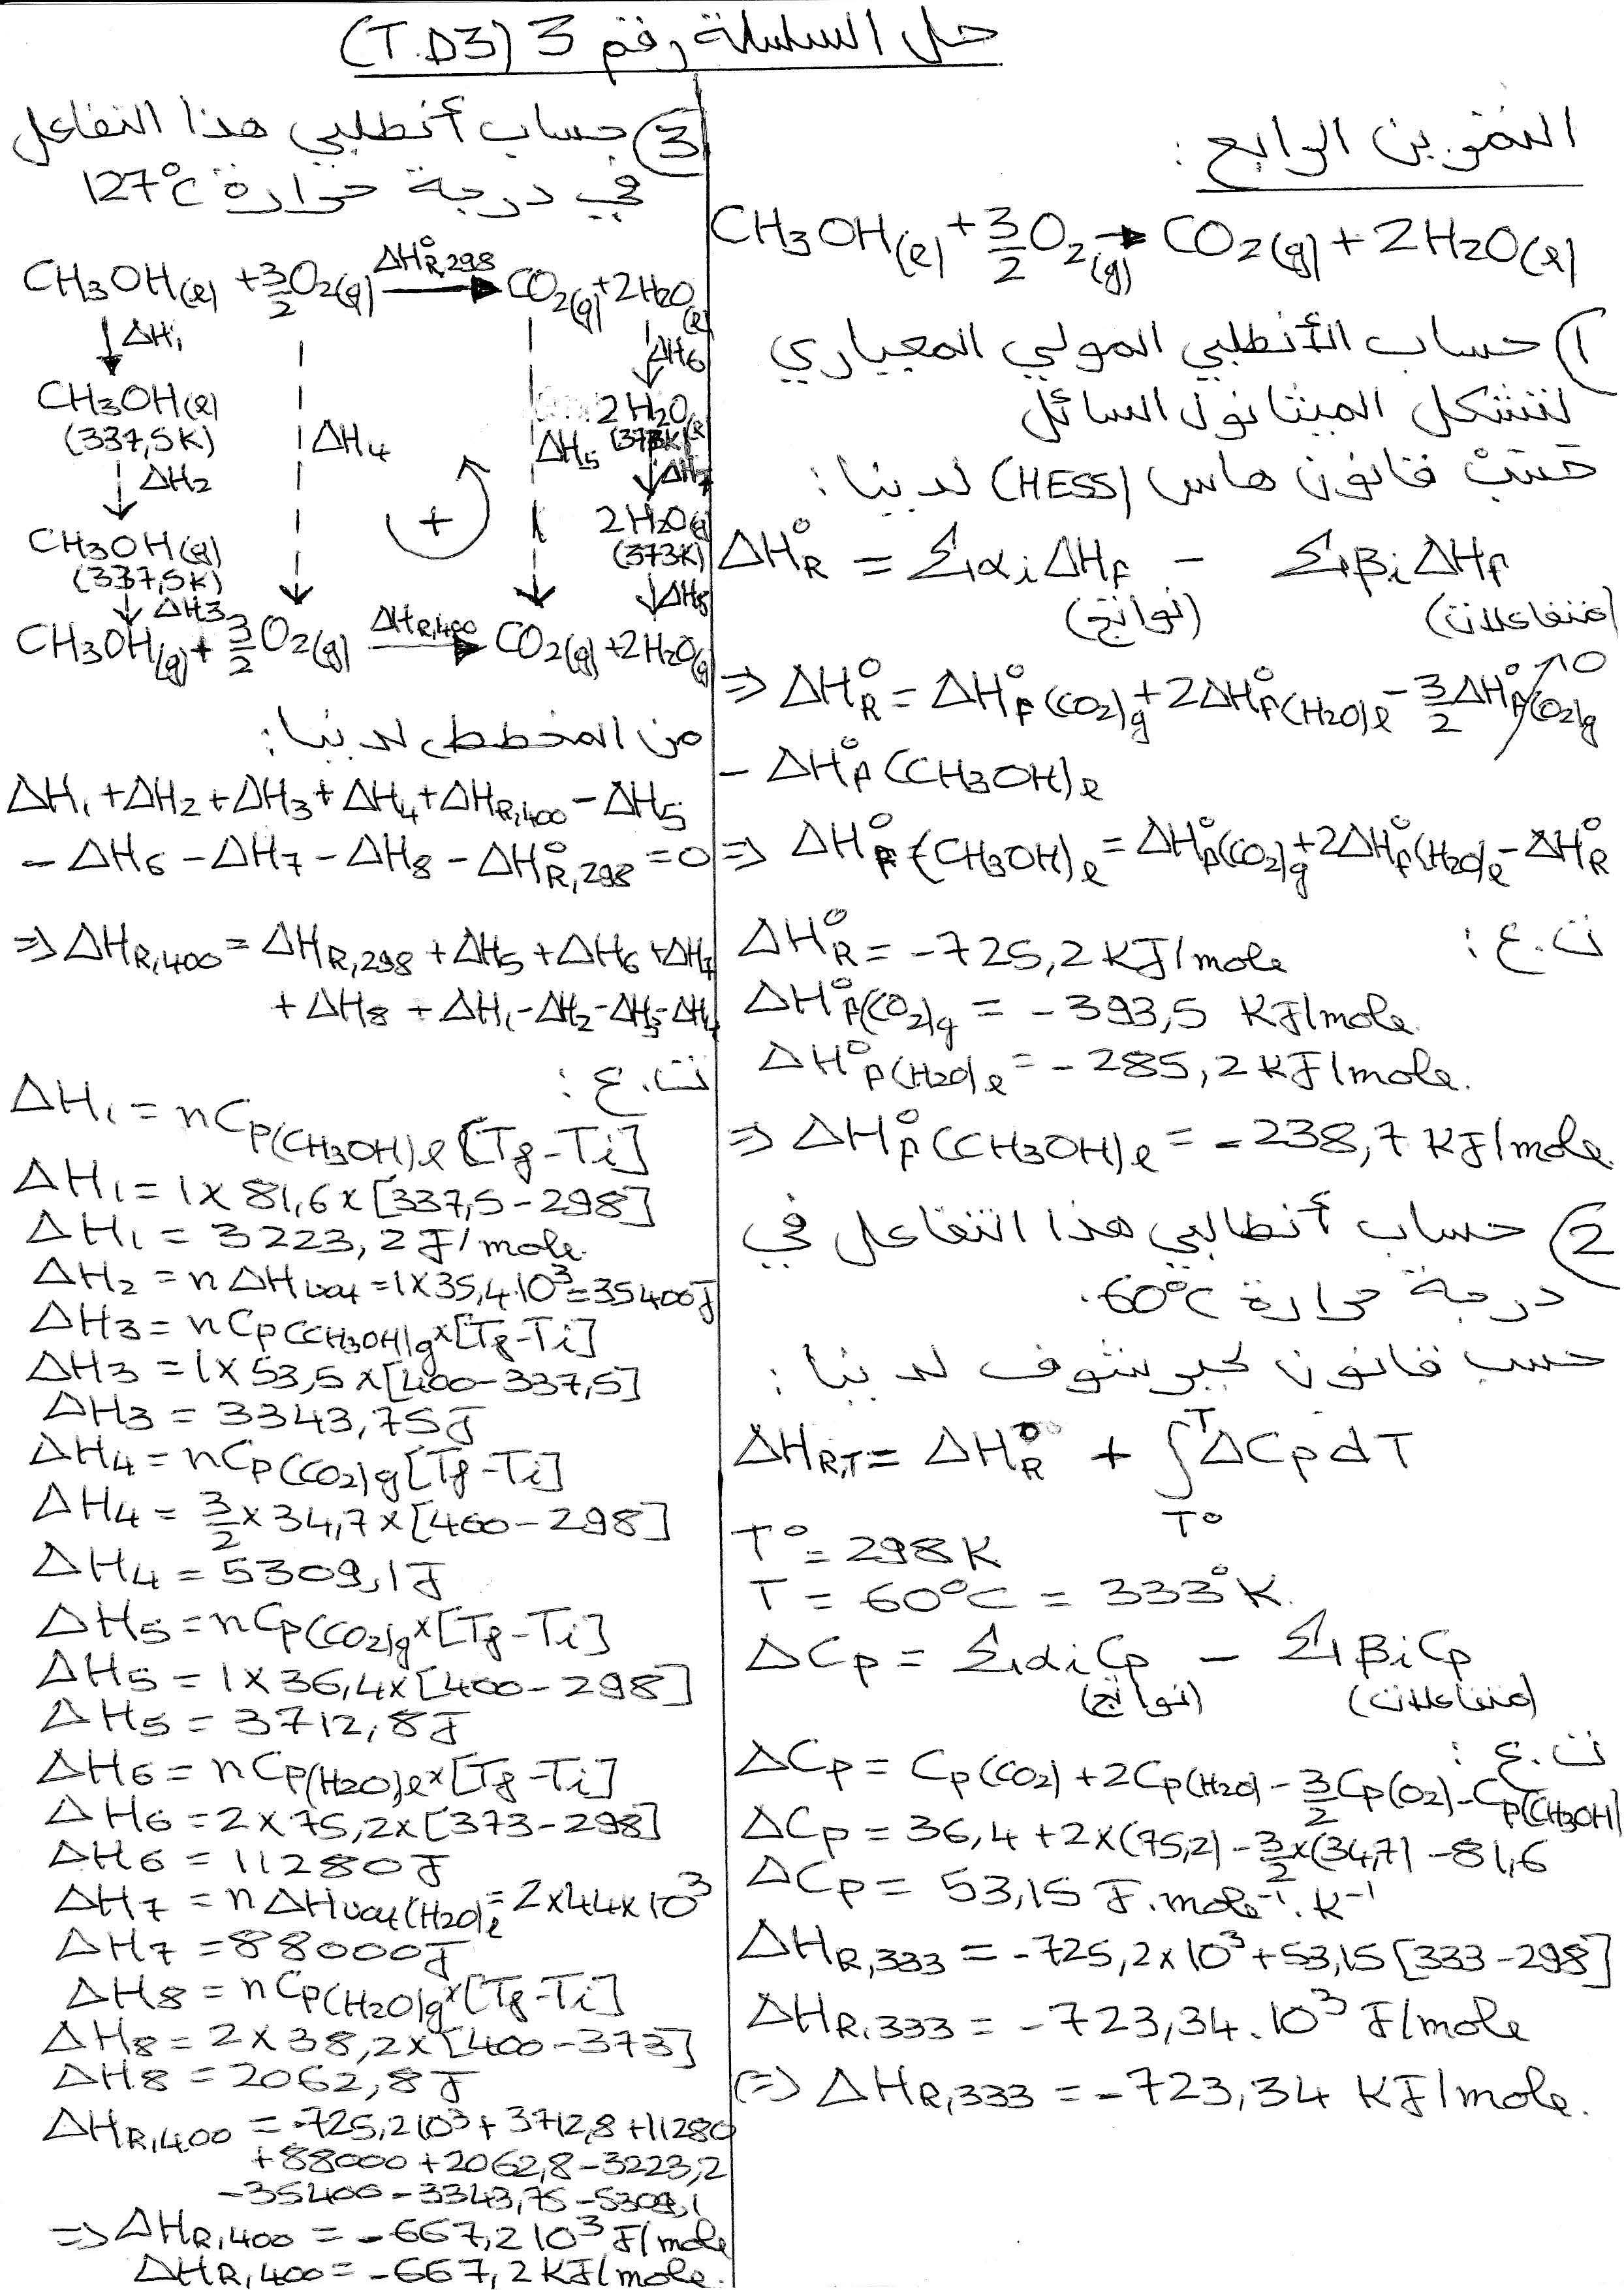 حل السلسلة رقم 3 (T.D3)
التمرين الرابع :
CH3OH(l) + 3/2 O2(g) → CO2(g) + 2H2O(l)
1) حساب الأنطلبي المولي المعياري
لتشكل الميثانول السائل
حسب قانون هاس (HESS) لدينا :
ΔH°R = Σαi ΔHf - Σβi ΔHf
(نواتج) (متفاعلات)
⇒ ΔH°R = ΔH°f(CO2)g + 2ΔH°f(H2O)l - 3/2 ΔH°f(O2)g ↗0
- ΔH°f(CH3OH)l
⇒ ΔH°f(CH3OH)l = ΔH°f(CO2)g + 2ΔH°f(H2O)l - ΔH°R
ت.ع :
ΔH°R = -725,2 KJ/mole
ΔH°f(CO2)g = -393,5 KJ/mole.
ΔH°f(H2O)l = -285,2 KJ/mole.
⇒ ΔH°f(CH3OH)l = -238,7 KJ/mole.
2) حساب أنطالبي هذا التفاعل في
درجة حرارة 60°C.
حسب قانون كيرشوف لدينا :
ΔHR,T = ΔH°R + ∫T°→T ΔCp dT
T° = 298K
T = 60°C = 333°K.
ΔCp = Σαi Cp - Σβi Cp
(نواتج) (متفاعلات)
ت.ع :
ΔCp = Cp(CO2) + 2Cp(H2O) - 3/2 Cp(O2) - Cp(CH3OH)
ΔCp = 36,4 + 2×(75,2) - 3/2×(34,7) - 81,6
ΔCp = 53,15 J.mole⁻¹.K⁻¹
ΔHR,333 = -725,2×10³ + 53,15 [333-298]
ΔHR,333 = -723,34.10³ J/mole
(⇒) ΔHR,333 = -723,34 KJ/mole.
3) حساب أنطلبي هذا التفاعل
في درجة حرارة 127°C
CH3OH(l) + 3/2 O2(g) ΔH°R,298 → CO2(g) + 2H2O(l)
↓ ΔH1 ↓ ΔH6
CH3OH(l) 2H2O(l)
(337,5K) ΔH4 ΔH5 (373K)
↓ ΔH2 ↓ ΔH7
+ 2H2O(g)
CH3OH(g) (373K)
(337,5K)
↓ ΔH3 ↓ ΔH8
CH3OH(g) + 3/2 O2(g) ΔHR,400 → CO2(g) + 2H2O(g)
من المخطط لدينا :
ΔH1 + ΔH2 + ΔH3 + ΔH4 + ΔHR,400 - ΔH5
- ΔH6 - ΔH7 - ΔH8 - ΔH°R,298 = 0
⇒ ΔHR,400 = ΔHR,298 + ΔH5 + ΔH6 + ΔH7
+ ΔH8 + ΔH1 - ΔH2 - ΔH3 - ΔH4
ت.ع :
ΔH1 = nCp(CH3OH)l [Tf - Ti]
ΔH1 = 1×81,6×[337,5-298]
ΔH1 = 3223,2 J/mole.
ΔH2 = nΔHvat = 1×35,4.10³ = 35400J
ΔH3 = nCp(CH3OH)g×[Tf - Ti]
ΔH3 = 1×53,5×[400-337,5]
ΔH3 = 3343,75J
ΔH4 = nCp(CO2)g [Tf - Ti]
ΔH4 = 3/2×34,7×[400-298]
ΔH4 = 5309,1J
ΔH5 = nCp(CO2)g×[Tf - Ti]
ΔH5 = 1×36,4×[400-298]
ΔH5 = 3712,8J
ΔH6 = nCp(H2O)l×[Tf - Ti]
ΔH6 = 2×75,2×[373-298]
ΔH6 = 11280J
ΔH7 = nΔHvat(H2O)l = 2×44×10³
ΔH7 = 88000J
ΔH8 = nCp(H2O)g×[Tf - Ti]
ΔH8 = 2×38,2×[400-373]
ΔH8 = 2062,8J
ΔHR,400 = -725,2 10³ + 3712,8 + 11280
+ 88000 + 2062,8 - 3223,2
- 35400 - 3343,75 - 5309,1
⇒ ΔHR,400 = -667,2 10³ J/mole
ΔHR,400 = -667,2 KJ/mole.